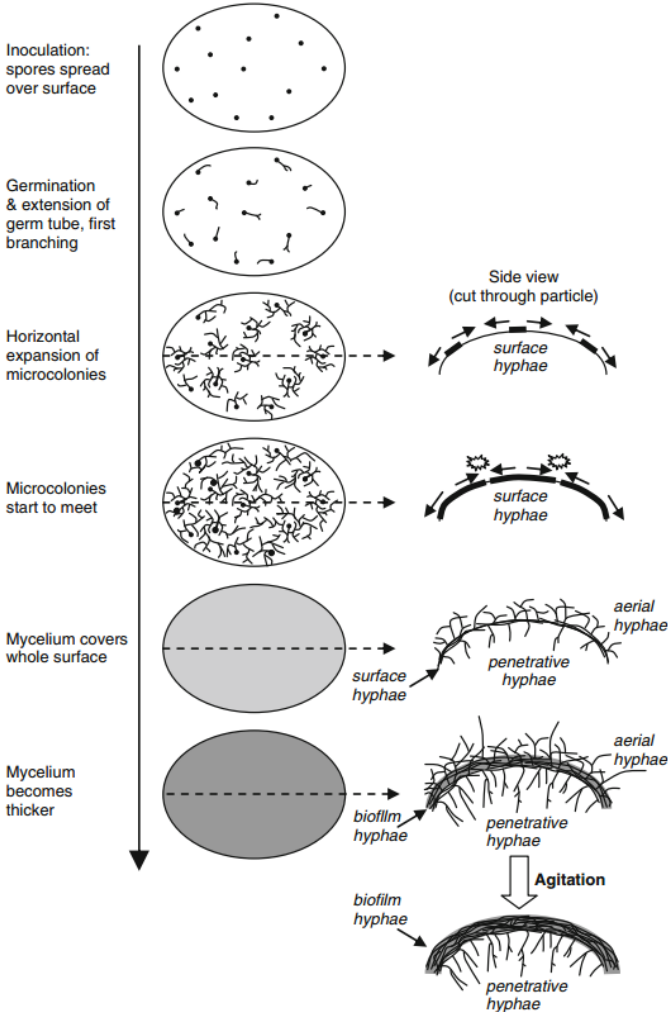 Inoculation:
spores spread
over surface
Germination
& extension of
germ tube, first
branching
Side view
(cut through particle)
Horizontal
expansion of
microcolonies
surface
hyphae
Microcolonies
start to meet
surface
hyphae
Mycelium covers
whole surface
aerial
hyphae
penetrative
hyphae
surface
hyphae
Mycelium
becomes
thicker
aerial
hyphae
biofilm
hyphae
penetrative
hyphae
Agitation
biofilm
hyphae
penetrative
hyphae